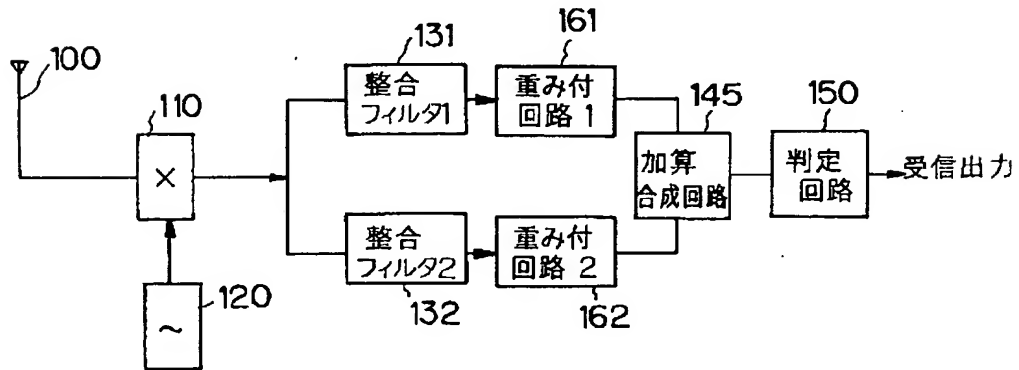 100
110
×
120
~
131
整合
フィルタ1
161
重み付
回路 1
132
整合
フィルタ2
162
重み付
回路 2
145
加算
合成回路
150
判定
回路
受信出力